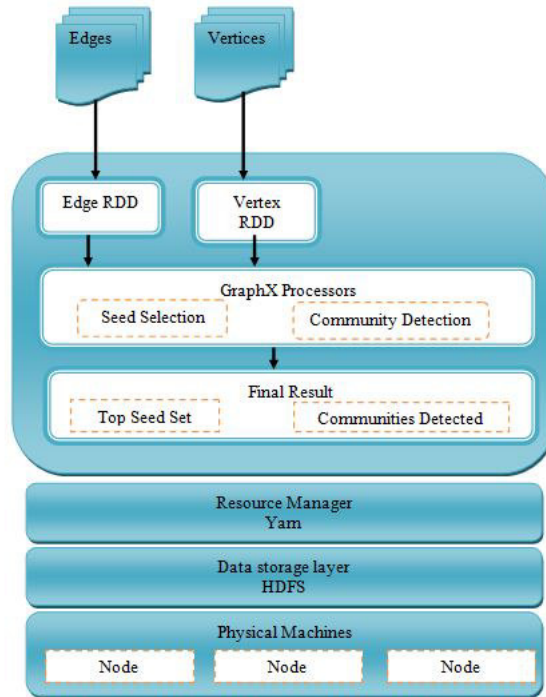 Edges
Vertices
Edge RDD
Vertex
RDD
GraphX Processors
Seed Selection
Community Detection
Final Result
Top Seed Set
Communities Detected
Resource Manager
Yarn
Data storage layer
HDFS
Physical Machines
Node
Node
Node